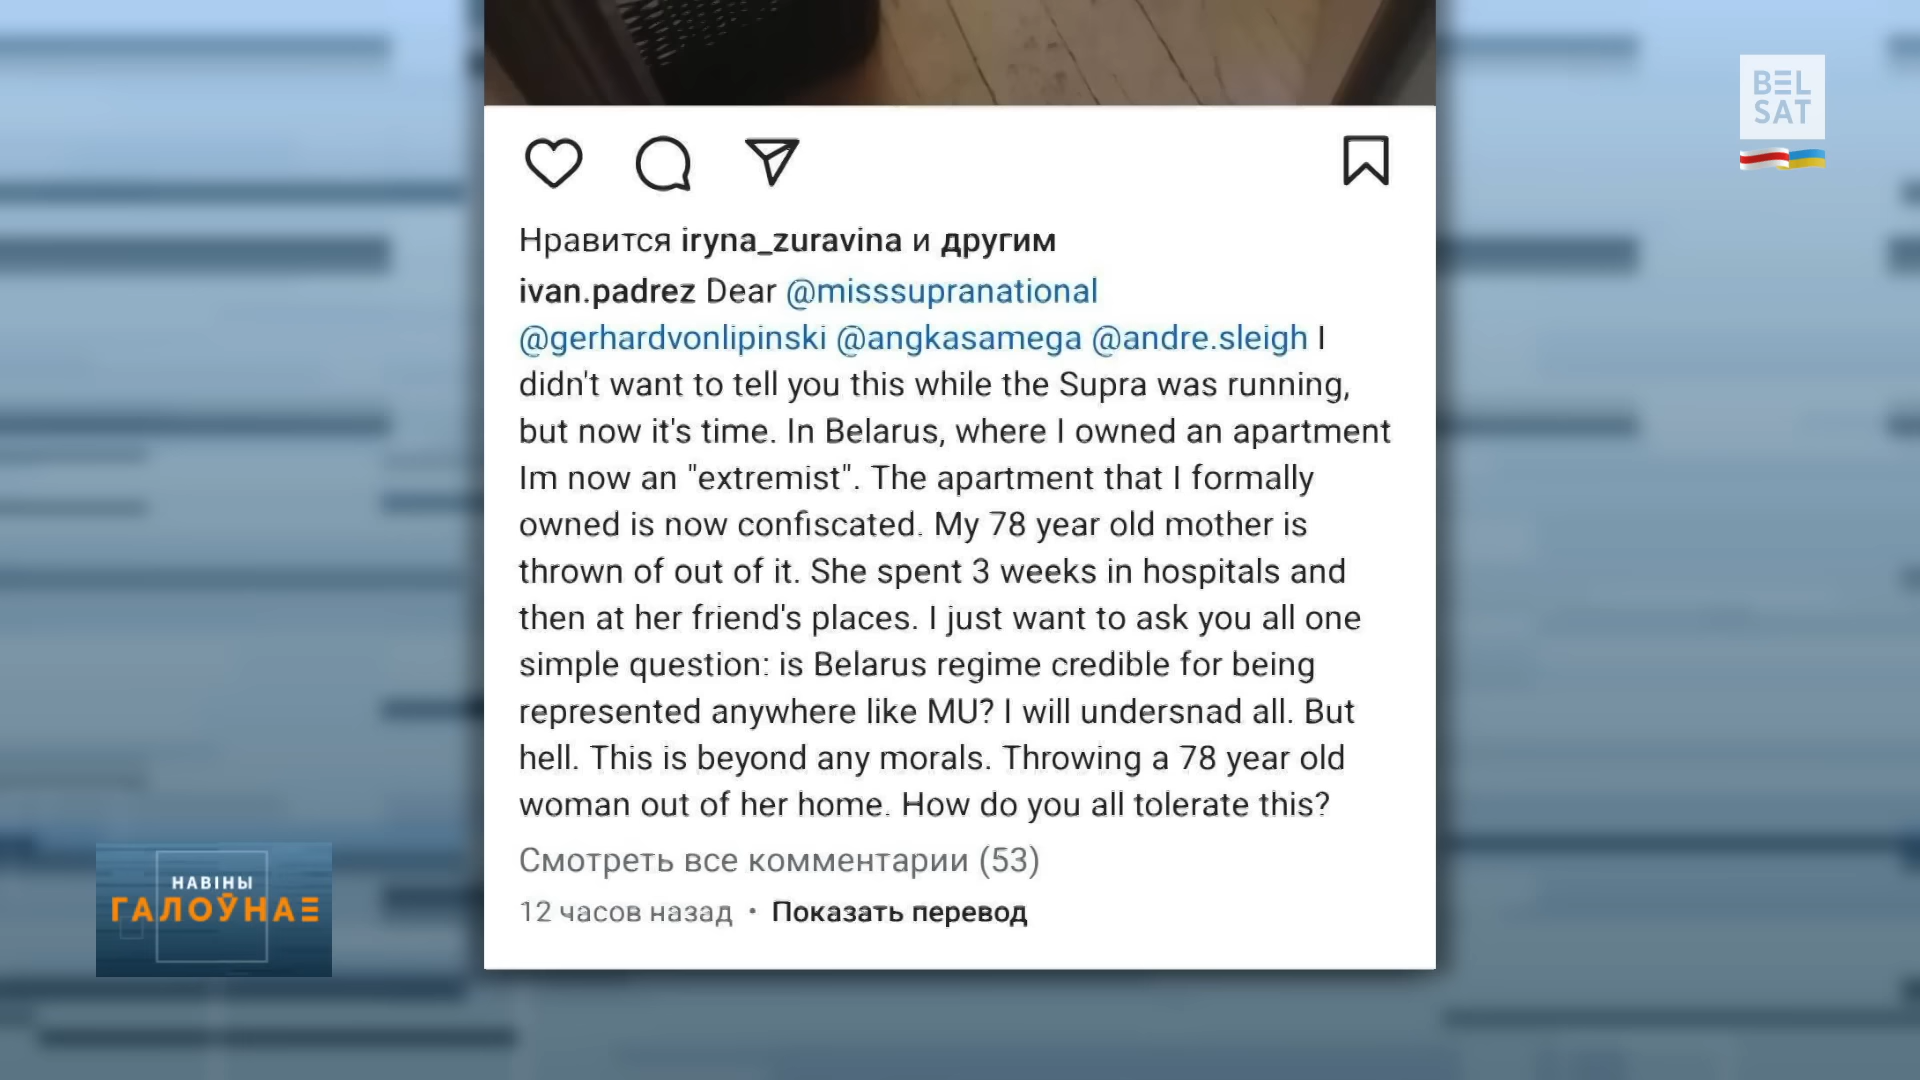 BEL
SAT
Нравится iryna_zuravina и другим
ivan.padrez Dear @misssupranational
@gerhardvonlipinski @angkasamega @andre.sleigh I
didn't want to tell you this while the Supra was running,
but now it's time. In Belarus, where I owned an apartment
Im now an "extremist". The apartment that I formally
owned is now confiscated. My 78 year old mother is
thrown of out of it. She spent 3 weeks in hospitals and
then at her friend's places. I just want to ask you all one
simple question: is Belarus regime credible for being
represented anywhere like MU? I will undersnad all. But
hell. This is beyond any morals. Throwing a 78 year old
woman out of her home. How do you all tolerate this?
Смотреть все комментарии (53)
12 часов назад • Показать перевод
НАВІНЫ
ГАЛОЎНАЕ